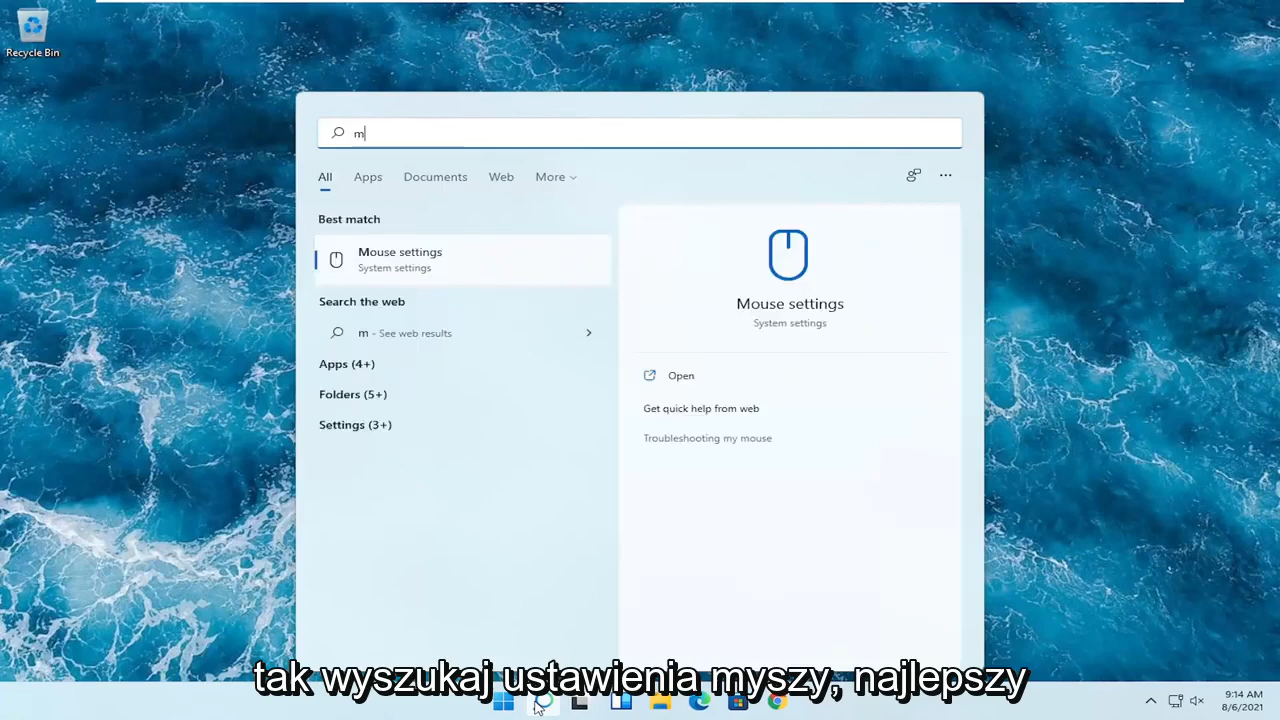 Recycle Bin
m
All Apps Documents Web More
Best match
Mouse settings
System settings
Search the web
m - See web results
Apps (4+)
Folders (5+)
Settings (3+)
Mouse settings
System settings
Open
Get quick help from web
Troubleshooting my mouse
tak wyszukaj ustawienia myszy, najlepszy
9:14 AM
8/6/2021